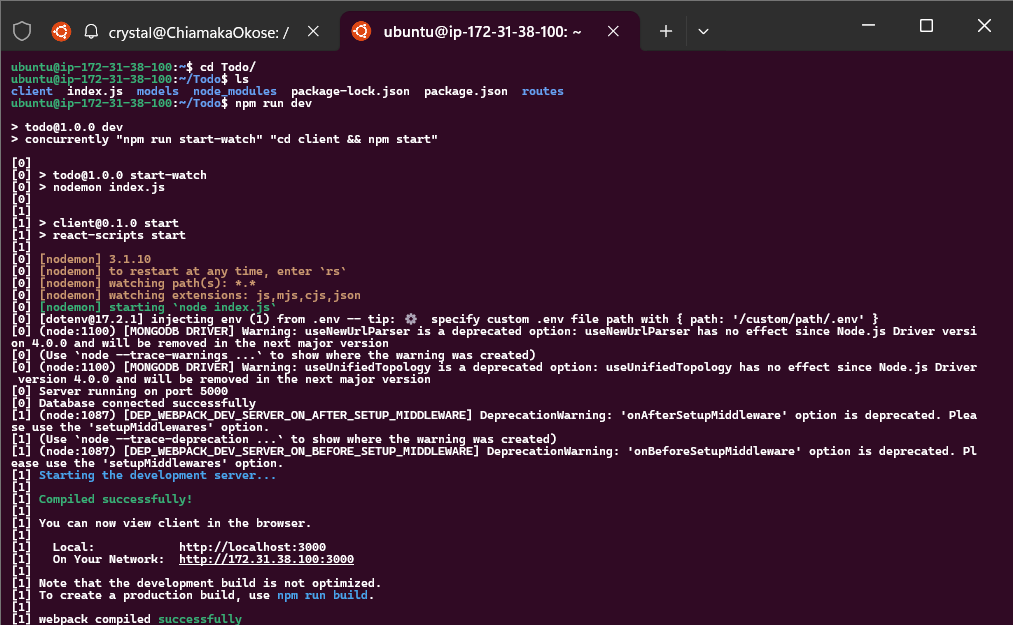 crystal@ChiamakaOkose: /
ubuntu@ip-172-31-38-100: ~
ubuntu@ip-172-31-38-100:~$ cd Todo/
ubuntu@ip-172-31-38-100:~/Todo$ ls
client  index.js  models  node_modules  package-lock.json  package.json  routes
ubuntu@ip-172-31-38-100:~/Todo$ npm run dev
> todo@1.0.0 dev
> concurrently "npm run start-watch" "cd client && npm start"
[0]
[0] > todo@1.0.0 start-watch
[0] > nodemon index.js
[0]
[1]
[1] > client@0.1.0 start
[1] > react-scripts start
[1]
[0] [nodemon] 3.1.10
[0] [nodemon] to restart at any time, enter `rs`
[0] [nodemon] watching path(s): *.*
[0] [nodemon] watching extensions: js,mjs,cjs,json
[0] [nodemon] starting `node index.js`
[0] [dotenv@17.2.1] injecting env (1) from .env -- tip: ⚙️  specify custom .env file path with { path: '/custom/path/.env' }
[0] (node:1100) [MONGODB DRIVER] Warning: useNewUrlParser is a deprecated option: useNewUrlParser has no effect since Node.js Driver versi
on 4.0.0 and will be removed in the next major version
[0] (Use `node --trace-warnings ...` to show where the warning was created)
[0] (node:1100) [MONGODB DRIVER] Warning: useUnifiedTopology is a deprecated option: useUnifiedTopology has no effect since Node.js Driver
 version 4.0.0 and will be removed in the next major version
[0] Server running on port 5000
[0] Database connected successfully
[1] (node:1087) [DEP_WEBPACK_DEV_SERVER_ON_AFTER_SETUP_MIDDLEWARE] DeprecationWarning: 'onAfterSetupMiddleware' option is deprecated. Plea
se use the 'setupMiddlewares' option.
[1] (Use `node --trace-deprecation ...` to show where the warning was created)
[1] (node:1087) [DEP_WEBPACK_DEV_SERVER_ON_BEFORE_SETUP_MIDDLEWARE] DeprecationWarning: 'onBeforeSetupMiddleware' option is deprecated. Pl
ease use the 'setupMiddlewares' option.
[1] Starting the development server...
[1]
[1] Compiled successfully!
[1]
[1] You can now view client in the browser.
[1]
[1]   Local:            http://localhost:3000
[1]   On Your Network:  http://172.31.38.100:3000
[1]
[1] Note that the development build is not optimized.
[1] To create a production build, use npm run build.
[1]
[1] webpack compiled successfully